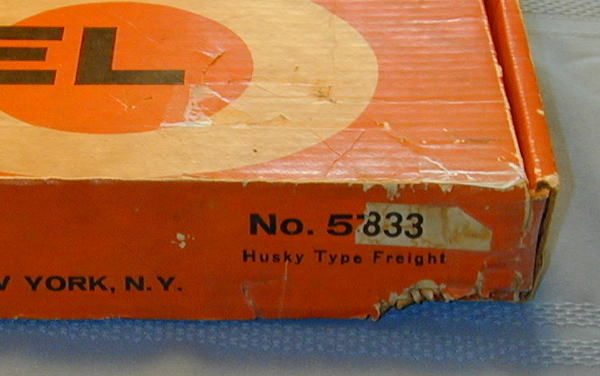 EL
No. 5833
Husky Type Freight
YORK, N.Y.